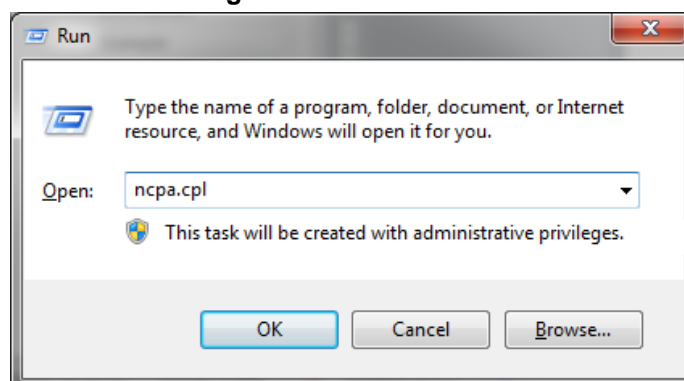 Run
Type the name of a program, folder, document, or Internet
resource, and Windows will open it for you.
Open: ncpa.cpl
This task will be created with administrative privileges.
OK Cancel Browse...